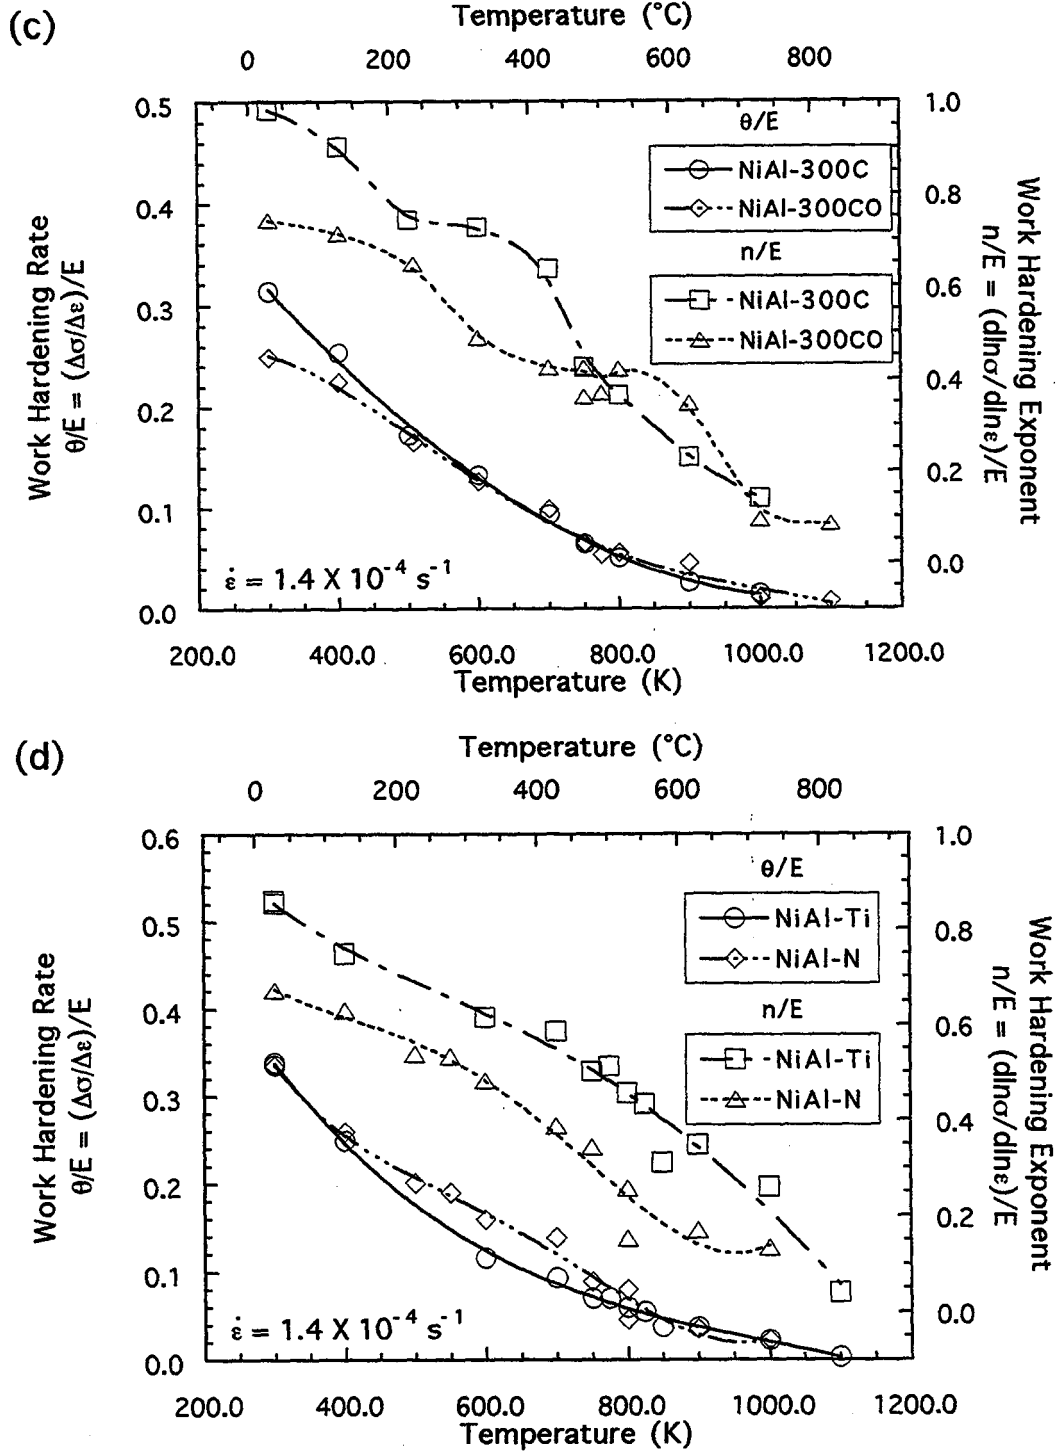 (c)
Temperature (°C)
0 200 400 600 800
0.5
0.4
0.3
0.2
0.1
0.0
Work Hardening Rate
θ/E = (Δσ/Δε)/E
θ/E
NiAl-300C
NiAl-300CO
n/E
NiAl-300C
NiAl-300CO
ε̇ = 1.4 X 10⁻⁴ s⁻¹
1.0
0.8
0.6
0.4
0.2
0.0
Work Hardening Exponent
n/E = (dlnσ/dlnε)/E
200.0 400.0 600.0 800.0 1000.0 1200.0
Temperature (K)
(d)
Temperature (°C)
0 200 400 600 800
0.6
0.5
0.4
0.3
0.2
0.1
0.0
Work Hardening Rate
θ/E = (Δσ/Δε)/E
θ/E
NiAl-Ti
NiAl-N
n/E
NiAl-Ti
NiAl-N
ε̇ = 1.4 X 10⁻⁴ s⁻¹
1.0
0.8
0.6
0.4
0.2
0.0
Work Hardening Exponent
n/E = (dlnσ/dlnε)/E
200.0 400.0 600.0 800.0 1000.0 1200.0
Temperature (K)